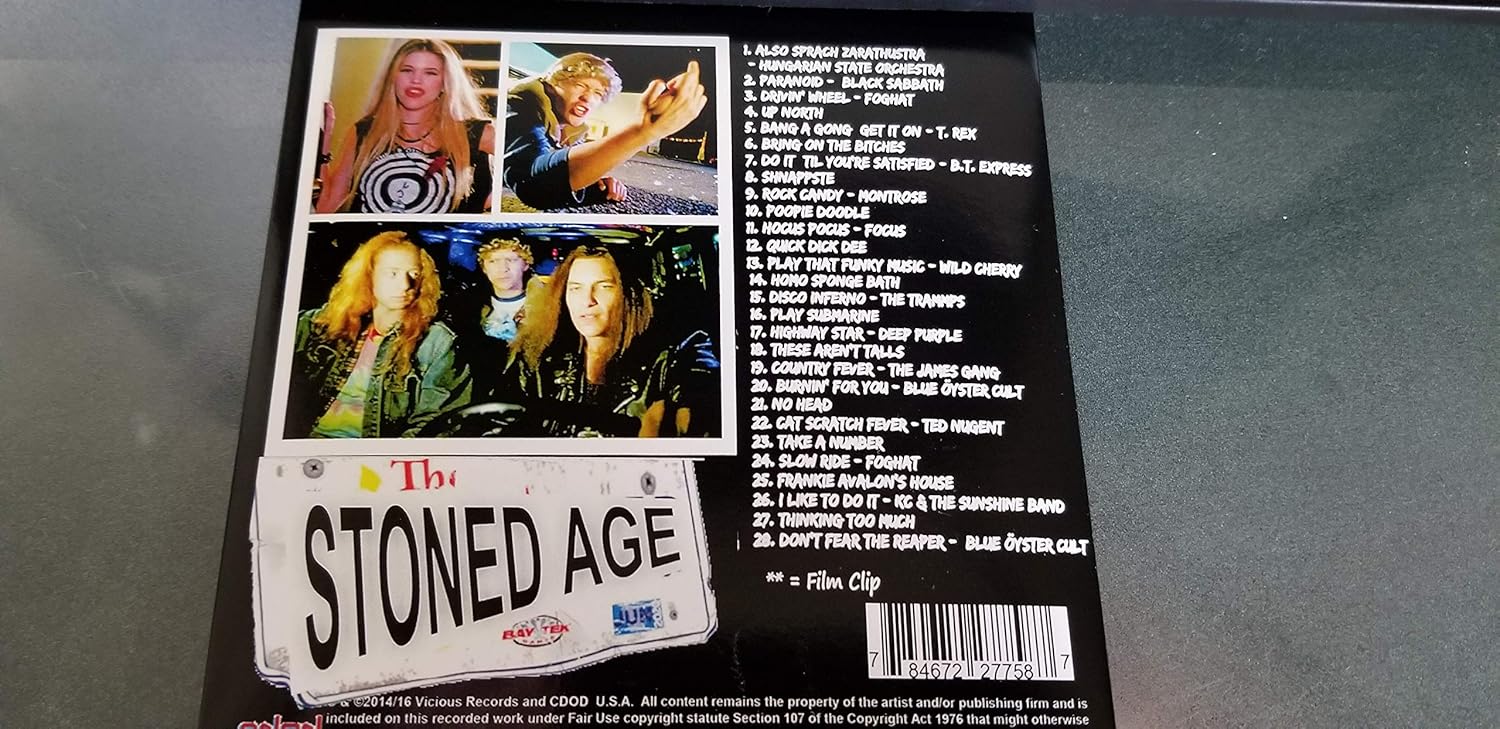 1. ALSO SPRACH ZARATHUSTRA
- HUNGARIAN STATE ORCHESTRA
2. PARANOID - BLACK SABBATH
3. DRIVIN' WHEEL - FOGHAT
4. UP NORTH
5. BANG A GONG GET IT ON - T. REX
6. BRING ON THE BITCHES
7. DO IT TIL YOU'RE SATISFIED - B.T. EXPRESS
8. SHNAPPSTE
9. ROCK CANDY - MONTROSE
10. POOPIE DOODLE
11. HOCUS POCUS - FOCUS
12. QUICK DICK DEE
13. PLAY THAT FUNKY MUSIC - WILD CHERRY
14. HOMO SPONGE BATH
15. DISCO INFERNO - THE TRAMMPS
16. PLAY SUBMARINE
17. HIGHWAY STAR - DEEP PURPLE
18. THESE AREN'T TALLS
19. COUNTRY FEVER - THE JAMES GANG
20. BURNIN' FOR YOU - BLUE ÖYSTER CULT
21. NO HEAD
22. CAT SCRATCH FEVER - TED NUGENT
23. TAKE A NUMBER
24. SLOW RIDE - FOGHAT
25. FRANKIE AVALON'S HOUSE
26. I LIKE TO DO IT - KC & THE SUNSHINE BAND
27. THINKING TOO MUCH
28. DON'T FEAR THE REAPER - BLUE ÖYSTER CULT
** = Film Clip
The
STONED AGE
BAY TEK
GAMES
JUN
7 84672 27758 7
& ©2014/16 Vicious Records and CDOD U.S.A. All content remains the property of the artist and/or publishing firm and is
included on this recorded work under Fair Use copyright statute Section 107 of the Copyright Act 1976 that might otherwise